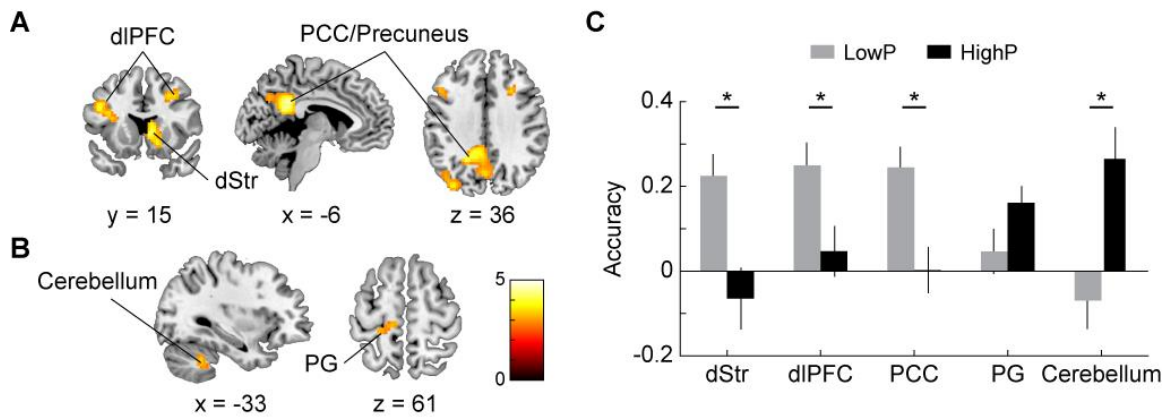 A
dlPFC
PCC/Precuneus
dStr
y = 15
x = -6
z = 36
B
Cerebellum
PG
5
0
x = -33
z = 61
C
LowP
HighP
* * * *
Accuracy
0.4
0.2
0
-0.2
dStr
dlPFC
PCC
PG
Cerebellum